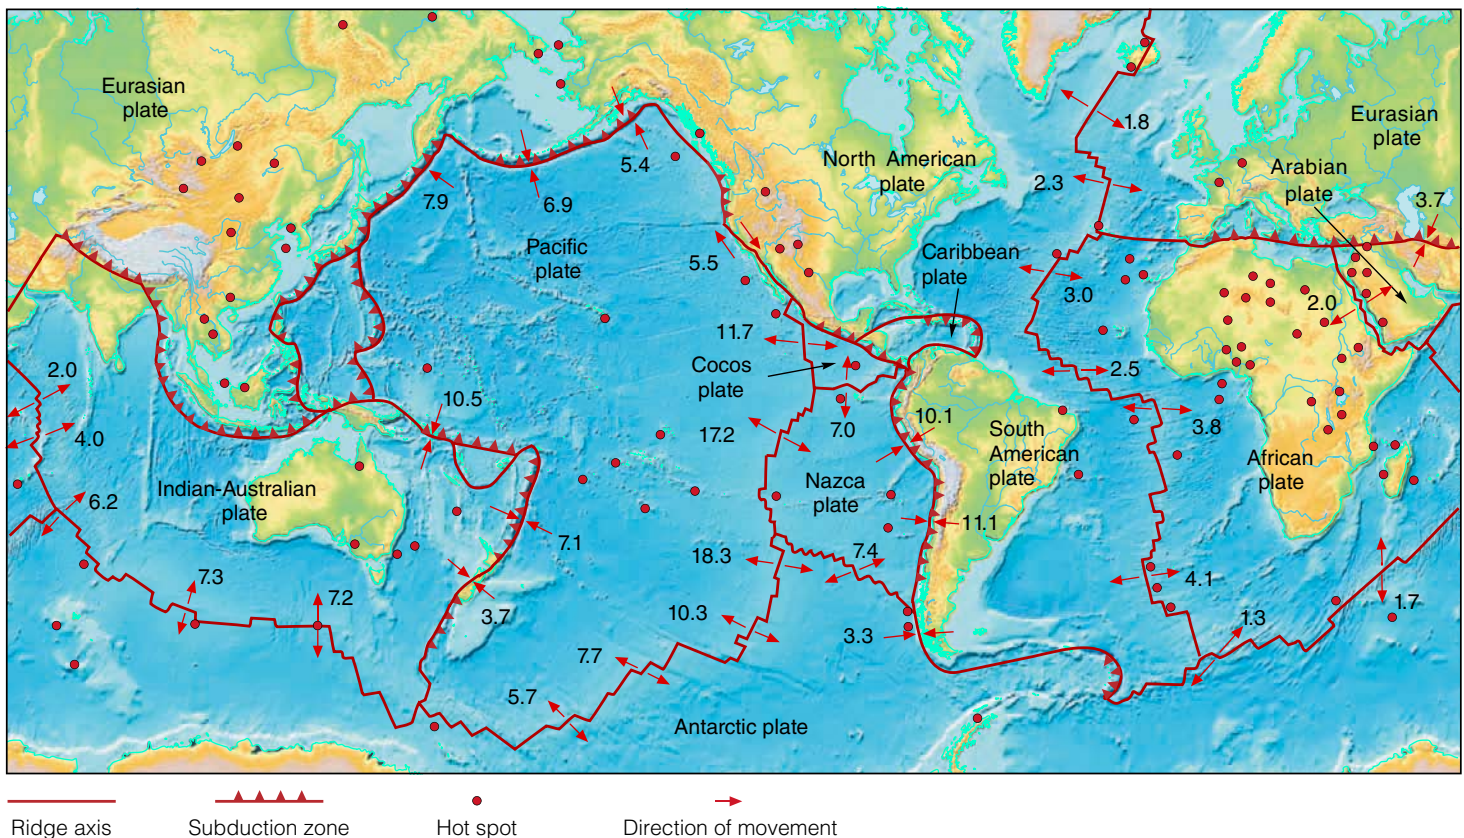 Eurasian
plate
Eurasian
plate
1.8
North American
plate
Arabian
plate
5.4
2.3
7.9
6.9
3.7
Pacific
plate
5.5
Caribbean
plate
3.0
2.0
11.7
Cocos
plate
2.0
2.5
10.5
10.1
4.0
17.2
7.0
3.8
South
American
plate
African
plate
Nazca
plate
Indian-Australian
plate
6.2
11.1
7.1
7.4
18.3
7.3
4.1
7.2
3.7
10.3
1.3
1.7
3.3
7.7
5.7
Antarctic plate
Ridge axis
Subduction zone
Hot spot
Direction of movement